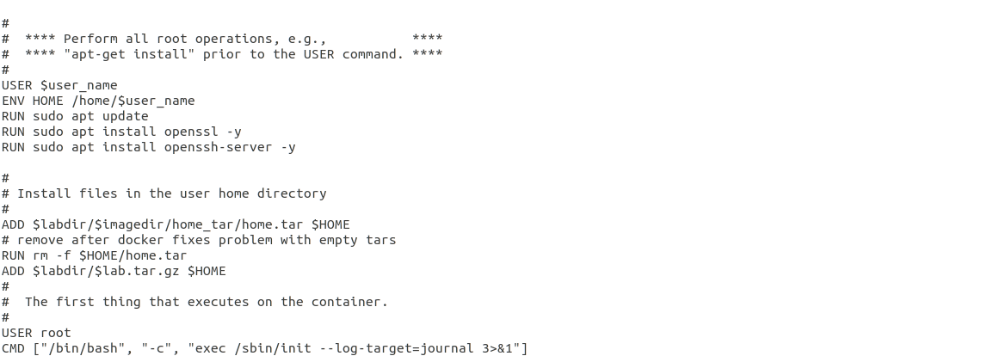 #
#  **** Perform all root operations, e.g.,           ****
#  **** "apt-get install" prior to the USER command. ****
#
USER $user_name
ENV HOME /home/$user_name
RUN sudo apt update
RUN sudo apt install openssl -y
RUN sudo apt install openssh-server -y

#
# Install files in the user home directory
#
ADD $labdir/$imagedir/home_tar/home.tar $HOME
# remove after docker fixes problem with empty tars
RUN rm -f $HOME/home.tar
ADD $labdir/$lab.tar.gz $HOME
#
#  The first thing that executes on the container.
#
USER root
CMD ["/bin/bash", "-c", "exec /sbin/init --log-target=journal 3>&1"]